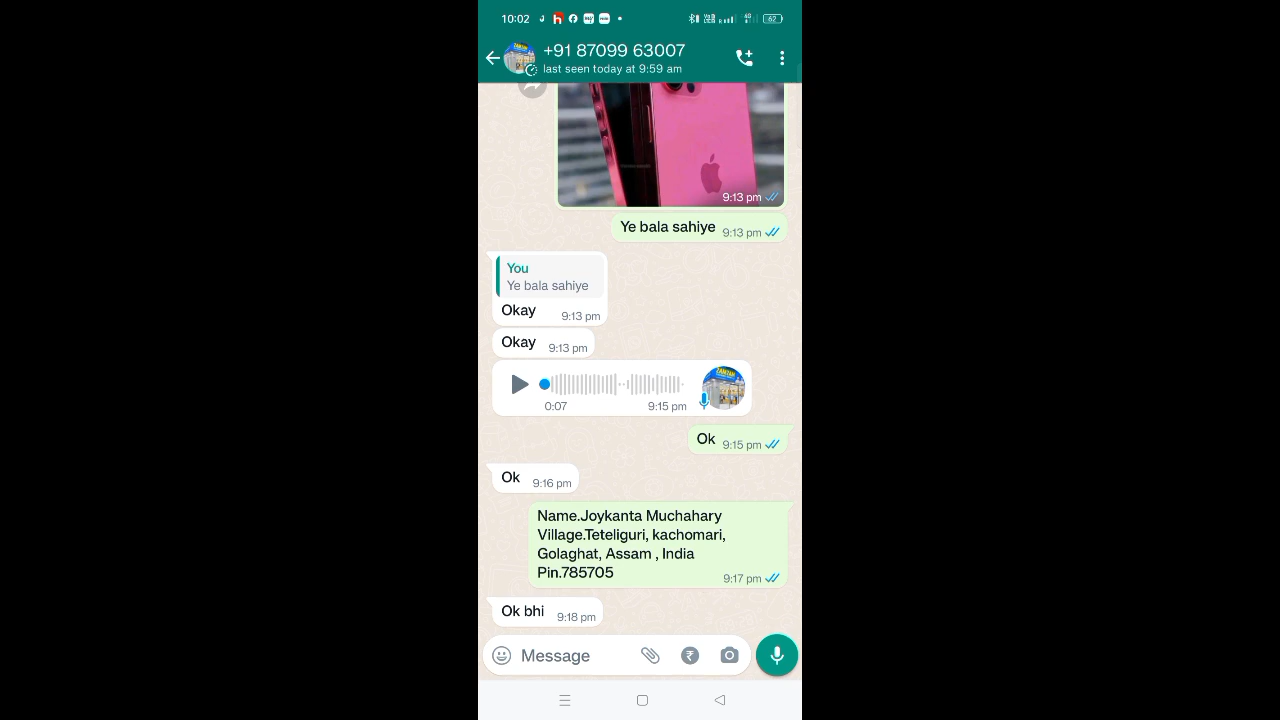 10:02
62
+91 87099 63007
last seen today at 9:59 am
9:13 pm
Ye bala sahiye 9:13 pm
You
Ye bala sahiye
Okay 9:13 pm
Okay 9:13 pm
0:07 9:15 pm
Ok 9:15 pm
Ok 9:16 pm
Name.Joykanta Muchahary
Village.Teteliguri, kachomari,
Golaghat, Assam , India
Pin.785705 9:17 pm
Ok bhi 9:18 pm
Message